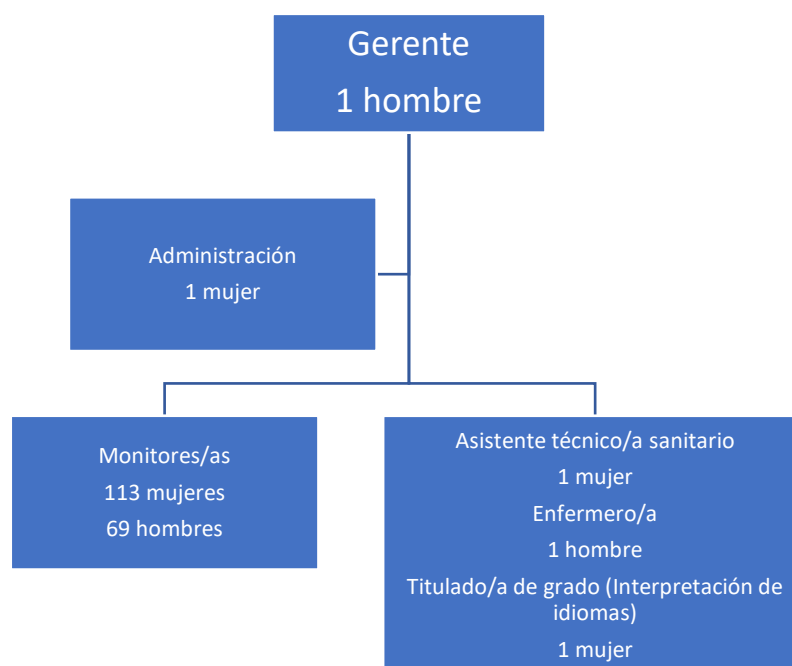 Gerente
1 hombre
Administración
1 mujer
Monitores/as
113 mujeres
69 hombres
Asistente técnico/a sanitario
1 mujer
Enfermero/a
1 hombre
Titulado/a de grado (Interpretación de
idiomas)
1 mujer